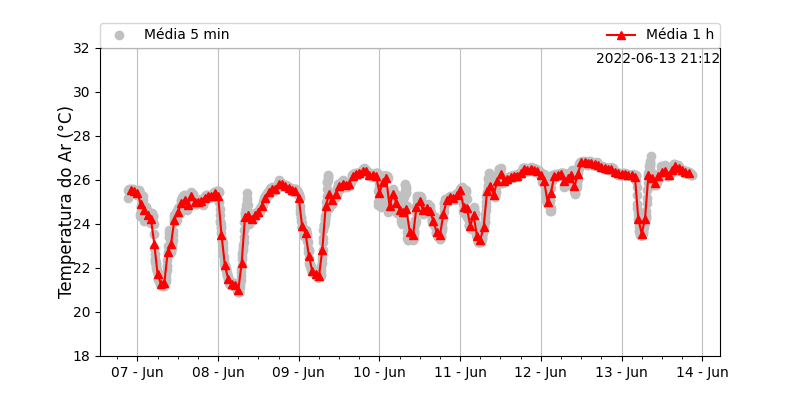 Média 5 min
Média 1 h
2022-06-13 21:12
Temperatura do Ar (°C)
32
30
28
26
24
22
20
18
07 - Jun
08 - Jun
09 - Jun
10 - Jun
11 - Jun
12 - Jun
13 - Jun
14 - Jun